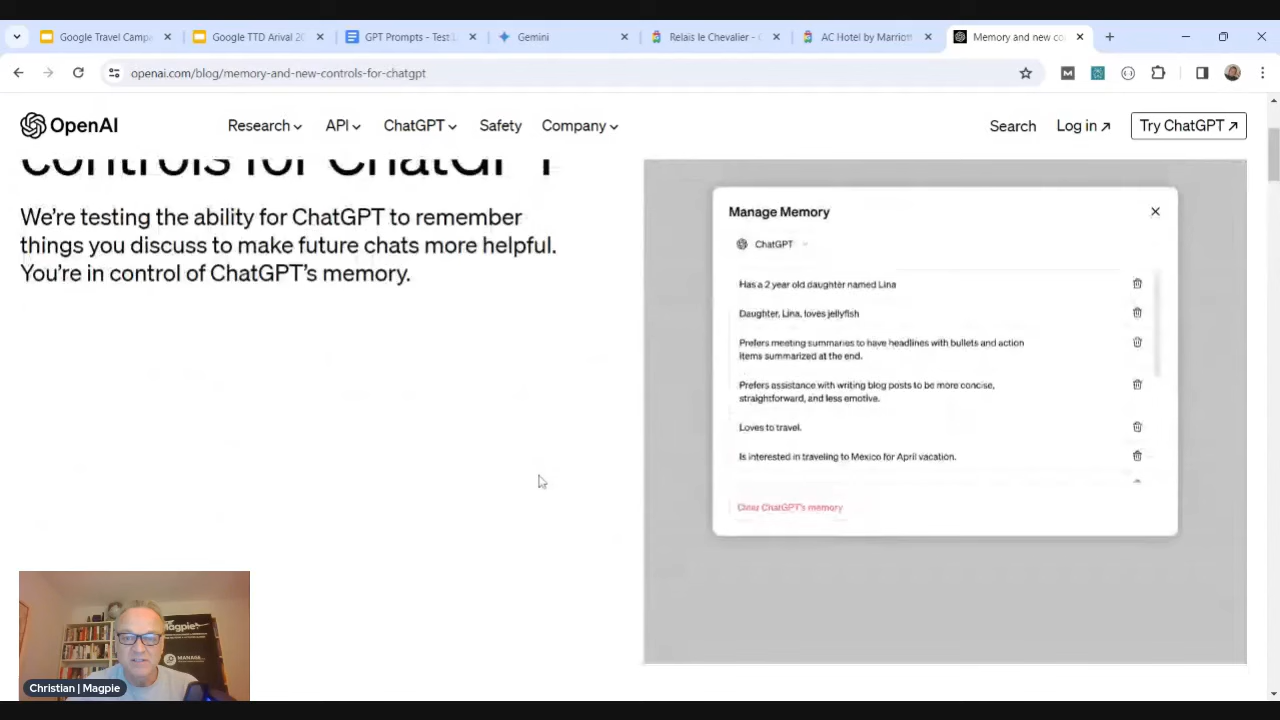 Google Travel Camp
Google TTD Arival 20
GPT Prompts - Test L
Gemini
Relais le Chevalier - G
AC Hotel by Marriott
Memory and new co
openai.com/blog/memory-and-new-controls-for-chatgpt
OpenAI
Research
API
ChatGPT
Safety
Company
Search
Log in ↗
Try ChatGPT ↗
controls for ChatGPT
We're testing the ability for ChatGPT to remember
things you discuss to make future chats more helpful.
You're in control of ChatGPT's memory.
Manage Memory
ChatGPT
Has a 2 year old daughter named Lina
Daughter, Lina, loves jellyfish
Prefers meeting summaries to have headlines with bullets and action
items summarized at the end.
Prefers assistance with writing blog posts to be more concise,
straightforward, and less emotive.
Loves to travel.
Is interested in traveling to Mexico for April vacation.
Clear ChatGPT's memory
Magpie
Christian | Magpie